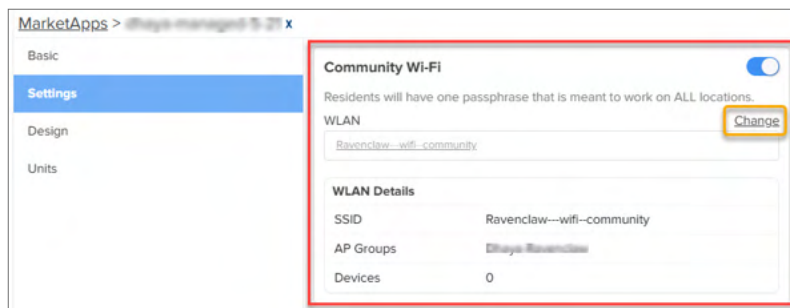 MarketApps > x
Basic
Settings
Design
Units
Community Wi-Fi
Residents will have one passphrase that is meant to work on ALL locations.
WLAN
Change
Ravenclaw---wifi--community
WLAN Details
SSID Ravenclaw---wifi--community
AP Groups
Devices 0